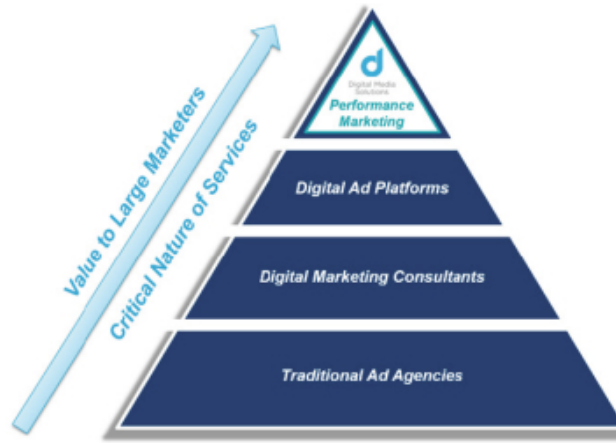 Digital Media
Solutions
Performance
Marketing
Digital Ad Platforms
Digital Marketing Consultants
Traditional Ad Agencies
Value to Large Marketers
Critical Nature of Services